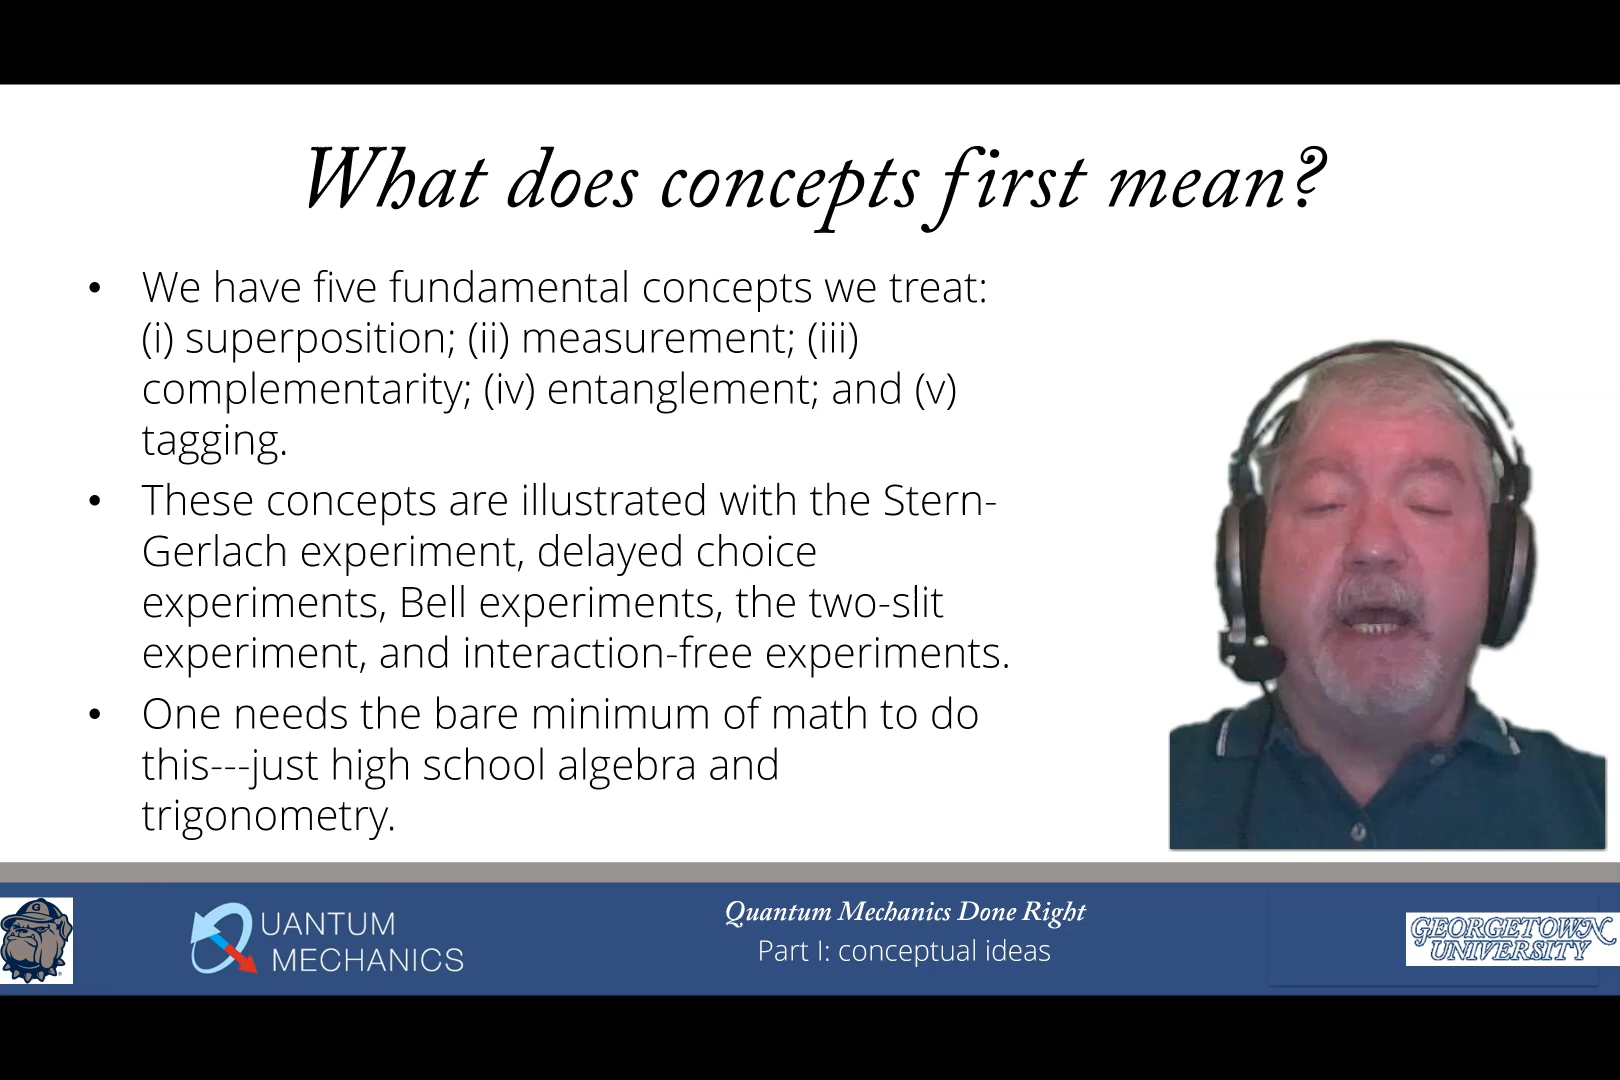 What does concepts first mean?
• We have five fundamental concepts we treat:
(i) superposition; (ii) measurement; (iii)
complementarity; (iv) entanglement; and (v)
tagging.
• These concepts are illustrated with the Stern-
Gerlach experiment, delayed choice
experiments, Bell experiments, the two-slit
experiment, and interaction-free experiments.
• One needs the bare minimum of math to do
this---just high school algebra and
trigonometry.
G
QUANTUM
MECHANICS
Quantum Mechanics Done Right
Part I: conceptual ideas
GEORGETOWN
UNIVERSITY